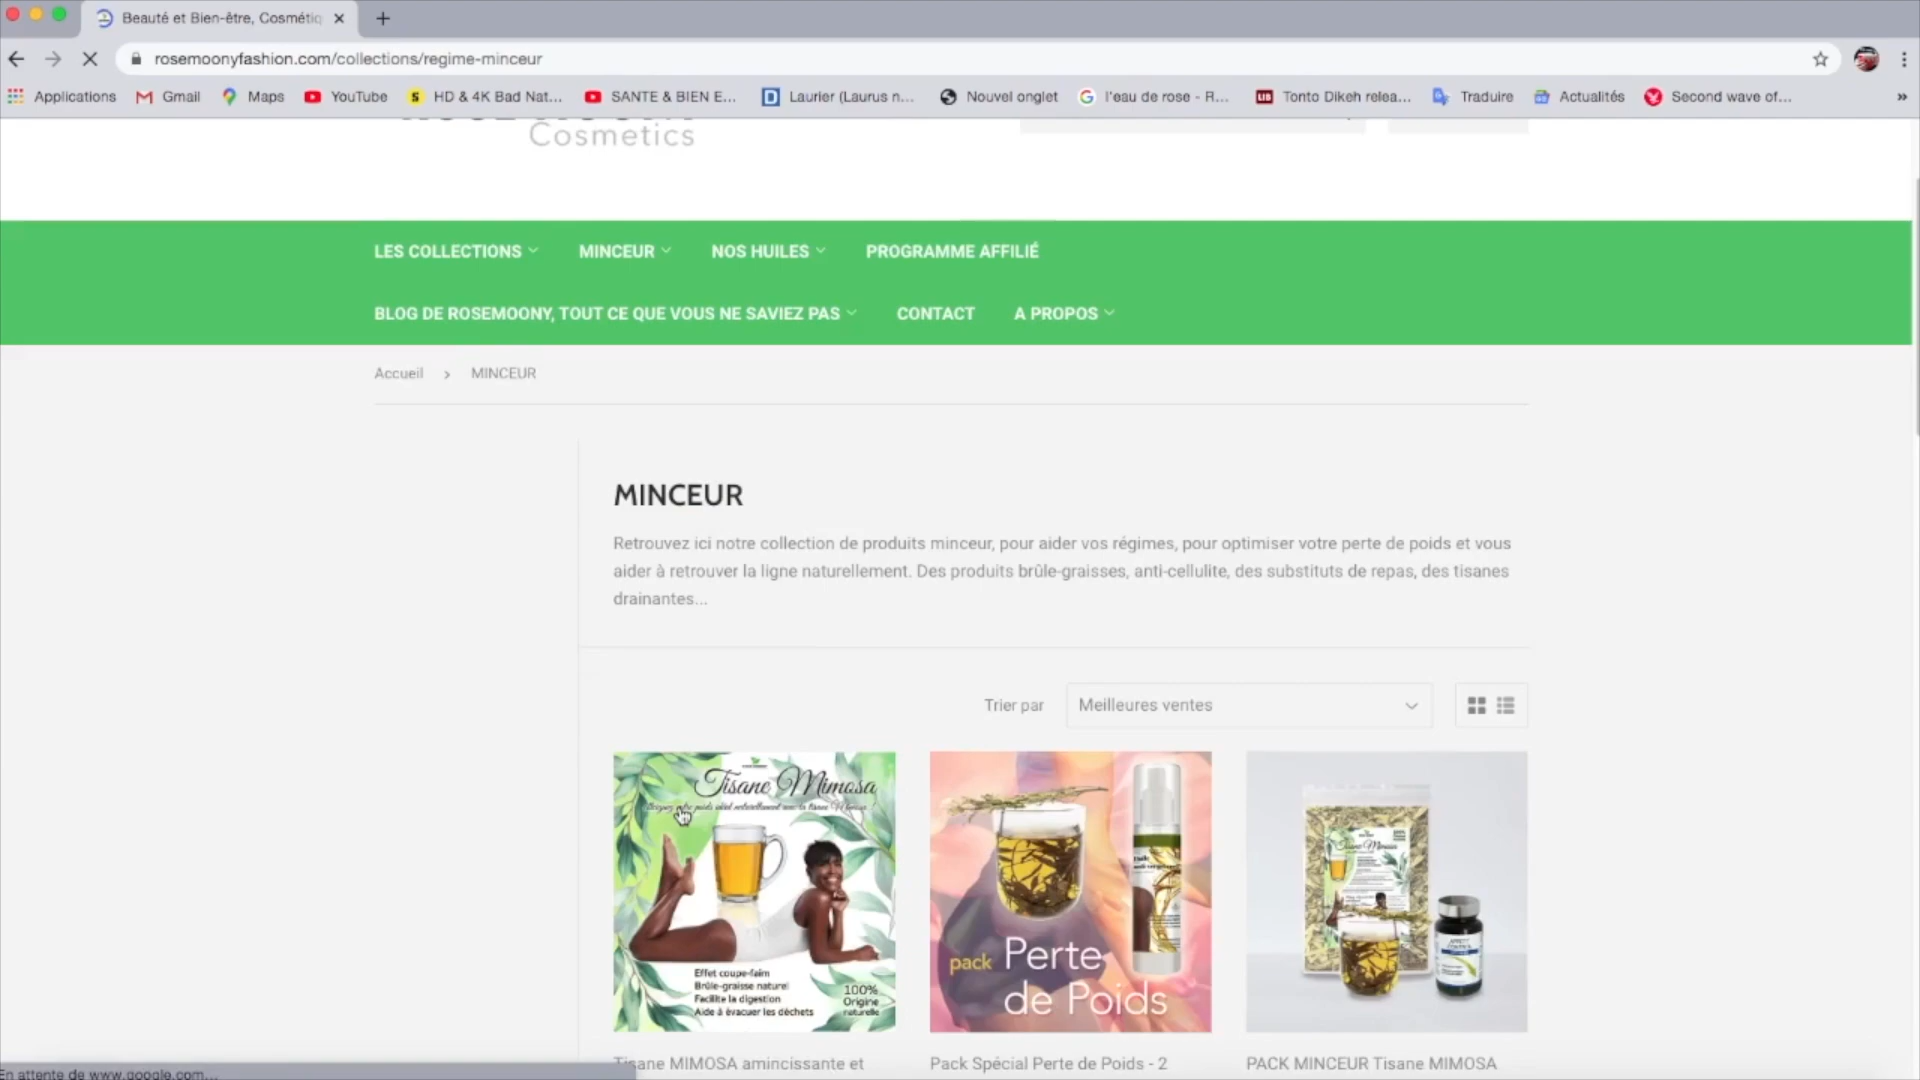 Beauté et Bien-être, Cosmétiq
rosemoonyfashion.com/collections/regime-minceur
Applications Gmail Maps YouTube HD & 4K Bad Nat... SANTE & BIEN E... Laurier (Laurus n... Nouvel onglet l'eau de rose - R... Tonto Dikeh relea... Traduire Actualités Second wave of... »
Cosmetics
LES COLLECTIONS MINCEUR NOS HUILES PROGRAMME AFFILIÉ
BLOG DE ROSEMOONY, TOUT CE QUE VOUS NE SAVIEZ PAS CONTACT A PROPOS
Accueil › MINCEUR
MINCEUR
Retrouvez ici notre collection de produits minceur, pour aider vos régimes, pour optimiser votre perte de poids et vous
aider à retrouver la ligne naturellement. Des produits brûle-graisses, anti-cellulite, des substituts de repas, des tisanes
drainantes...
Trier par Meilleures ventes
Tisane Mimosa
Effet coupe-faim
Brûle-graisse naturel
Facilite la digestion
Aide à évacuer les déchets
100%
Origine
naturelle
pack Perte
de Poids
Tisane Mimosa
Tisane MIMOSA amincissante et
Pack Spécial Perte de Poids - 2
PACK MINCEUR Tisane MIMOSA
En attente de www.google.com...